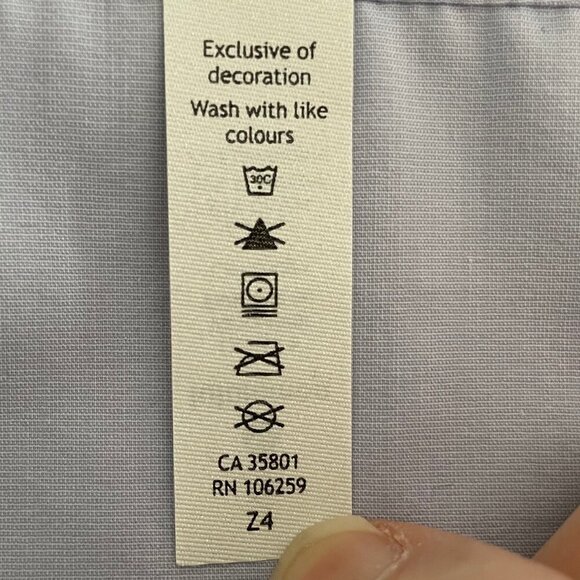 Exclusive of
decoration
Wash with like
colours
30C
CA 35801
RN 106259
Z4